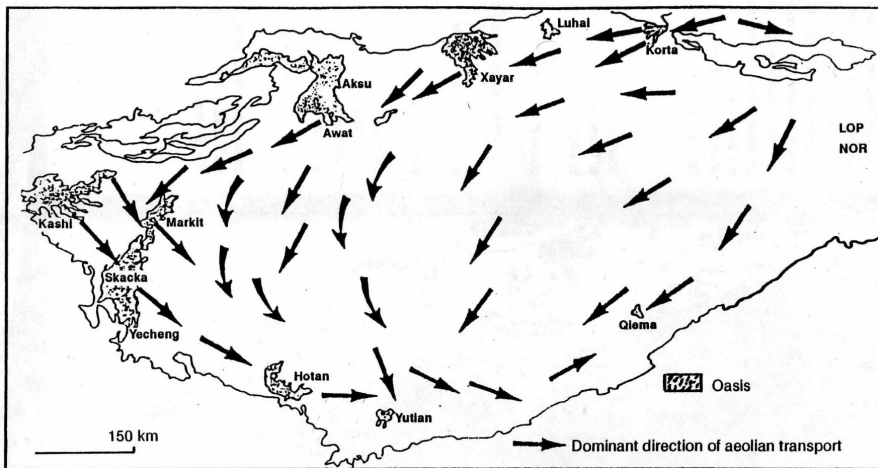 Luhai
Korta
Xayar
Aksu
Awat
LOP
NOR
Kashi
Markit
Skacka
Yecheng
Qlema
Hotan
Yutian
Oasis
150 km
Dominant direction of aeolian transport